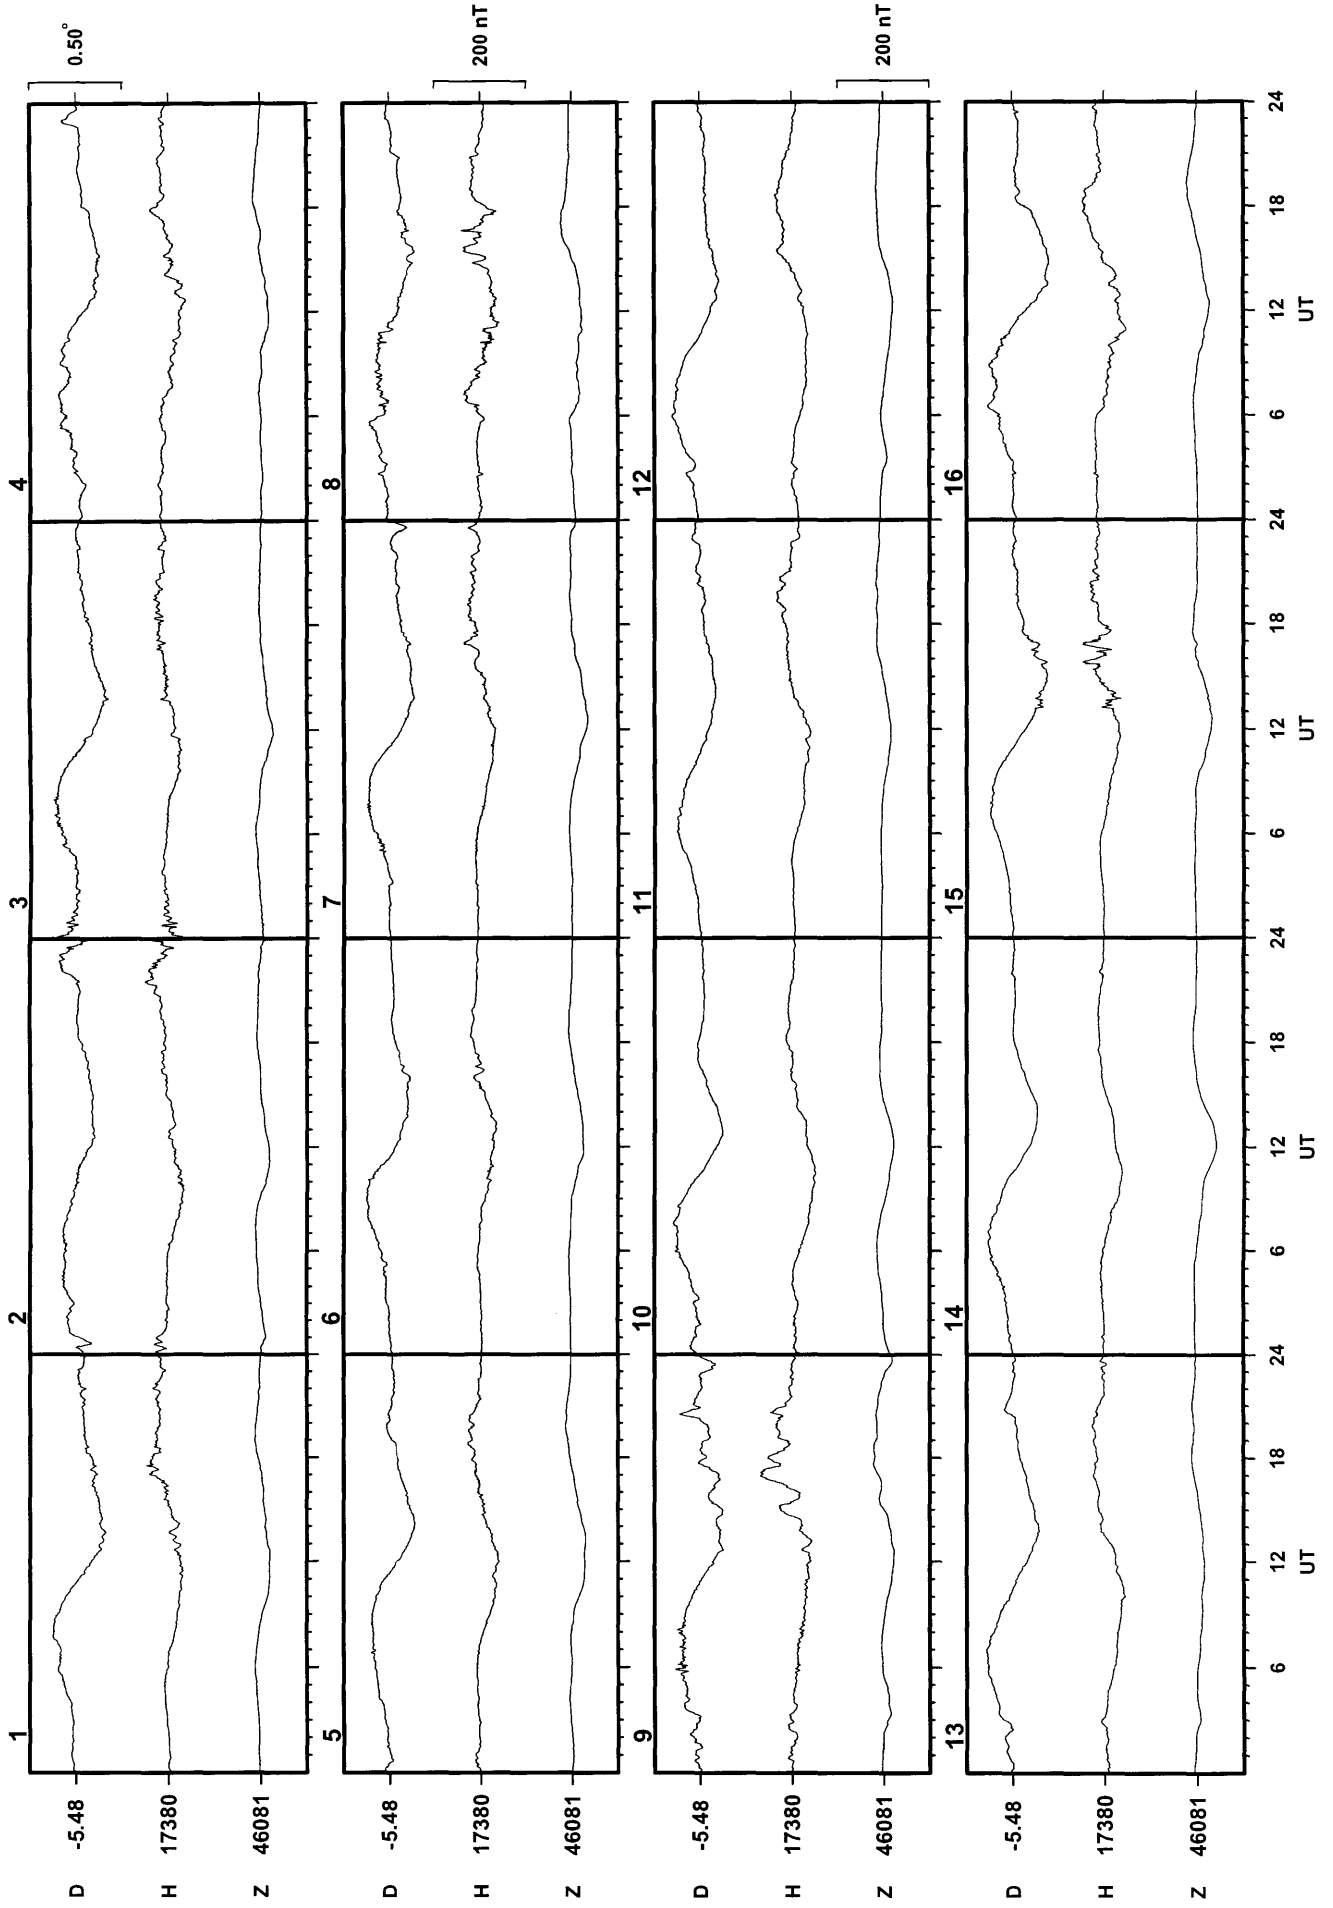 1 2 3 4
D -5.48 0.50°
H 17380
Z 46081
5 6 7 8
D -5.48
H 17380 200 nT
Z 46081
9 10 11 12
D -5.48
H 17380
Z 46081 200 nT
13 14 15 16
D -5.48
H 17380
Z 46081
6 12 18 24 6 12 18 24 6 12 18 24 6 12 18 24
UT UT UT UT